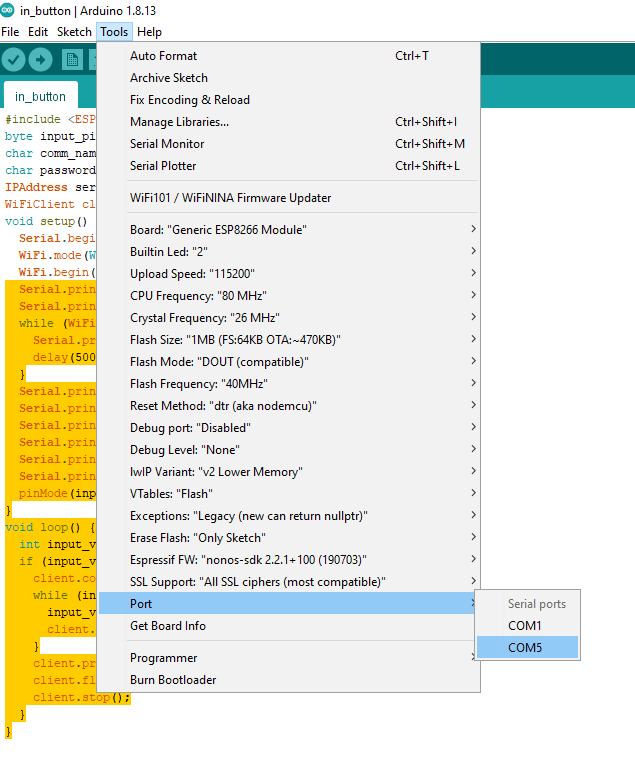 in_button | Arduino 1.8.13
File Edit Sketch Tools Help
Auto Format Ctrl+T
Archive Sketch
Fix Encoding & Reload
Manage Libraries... Ctrl+Shift+I
Serial Monitor Ctrl+Shift+M
Serial Plotter Ctrl+Shift+L
WiFi101 / WiFiNINA Firmware Updater
Board: "Generic ESP8266 Module"
Builtin Led: "2"
Upload Speed: "115200"
CPU Frequency: "80 MHz"
Crystal Frequency: "26 MHz"
Flash Size: "1MB (FS:64KB OTA:~470KB)"
Flash Mode: "DOUT (compatible)"
Flash Frequency: "40MHz"
Reset Method: "dtr (aka nodemcu)"
Debug port: "Disabled"
Debug Level: "None"
lwIP Variant: "v2 Lower Memory"
VTables: "Flash"
Exceptions: "Legacy (new can return nullptr)"
Erase Flash: "Only Sketch"
Espressif FW: "nonos-sdk 2.2.1+100 (190703)"
SSL Support: "All SSL ciphers (most compatible)"
Port
Get Board Info
Programmer
Burn Bootloader
Serial ports
COM1
COM5
in_button
#include <ESP
byte input_pi
char comm_nam
char password
IPAddress ser
WiFiClient cl
void setup()
Serial.begi
WiFi.mode(W
WiFi.begin(
Serial.prin
Serial.prin
while (WiFi
Serial.pr
delay(500
}
Serial.prin
Serial.prin
Serial.prin
Serial.prin
Serial.prin
Serial.prin
pinMode(inp
}
void loop() {
int input_v
if (input_v
client.co
while (in
input_v
client.
}
client.pr
client.fl
client.stop();
}
}